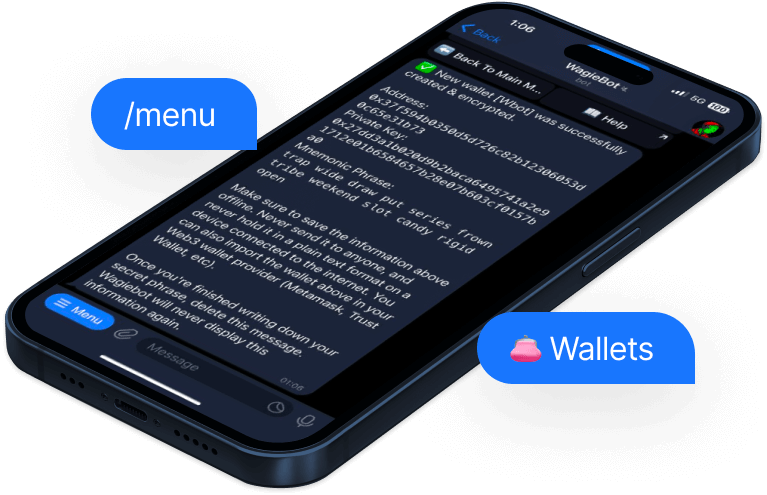 1:06
5G 100
Back
WagieBot
bot
Back To Main M...
Help
✅ New wallet [Wbot] was successfully
created & encrypted.
Address:
0x37f594b0350d5d726c82b12306053d
0c65e31b73
Private Key:
0x27dd3a1b020d9b2baca6495741a2e9
1712e01b6584657b28e07b603cf0157b
a0
Mnemonic Phrase:
trap wide draw put series frown
tribe weekend slot candy rigid
open
Make sure to save the information above
offline. Never send it to anyone, and
never hold it in a plain text format on a
device connected to the internet. You
can also import the wallet above in your
Web3 wallet provider (Metamask, Trust
Wallet, etc).
Once you're finished writing down your
secret phrase, delete this message.
Wagiebot will never display this
information again.
01:06
Menu
Message
/menu
👛 Wallets